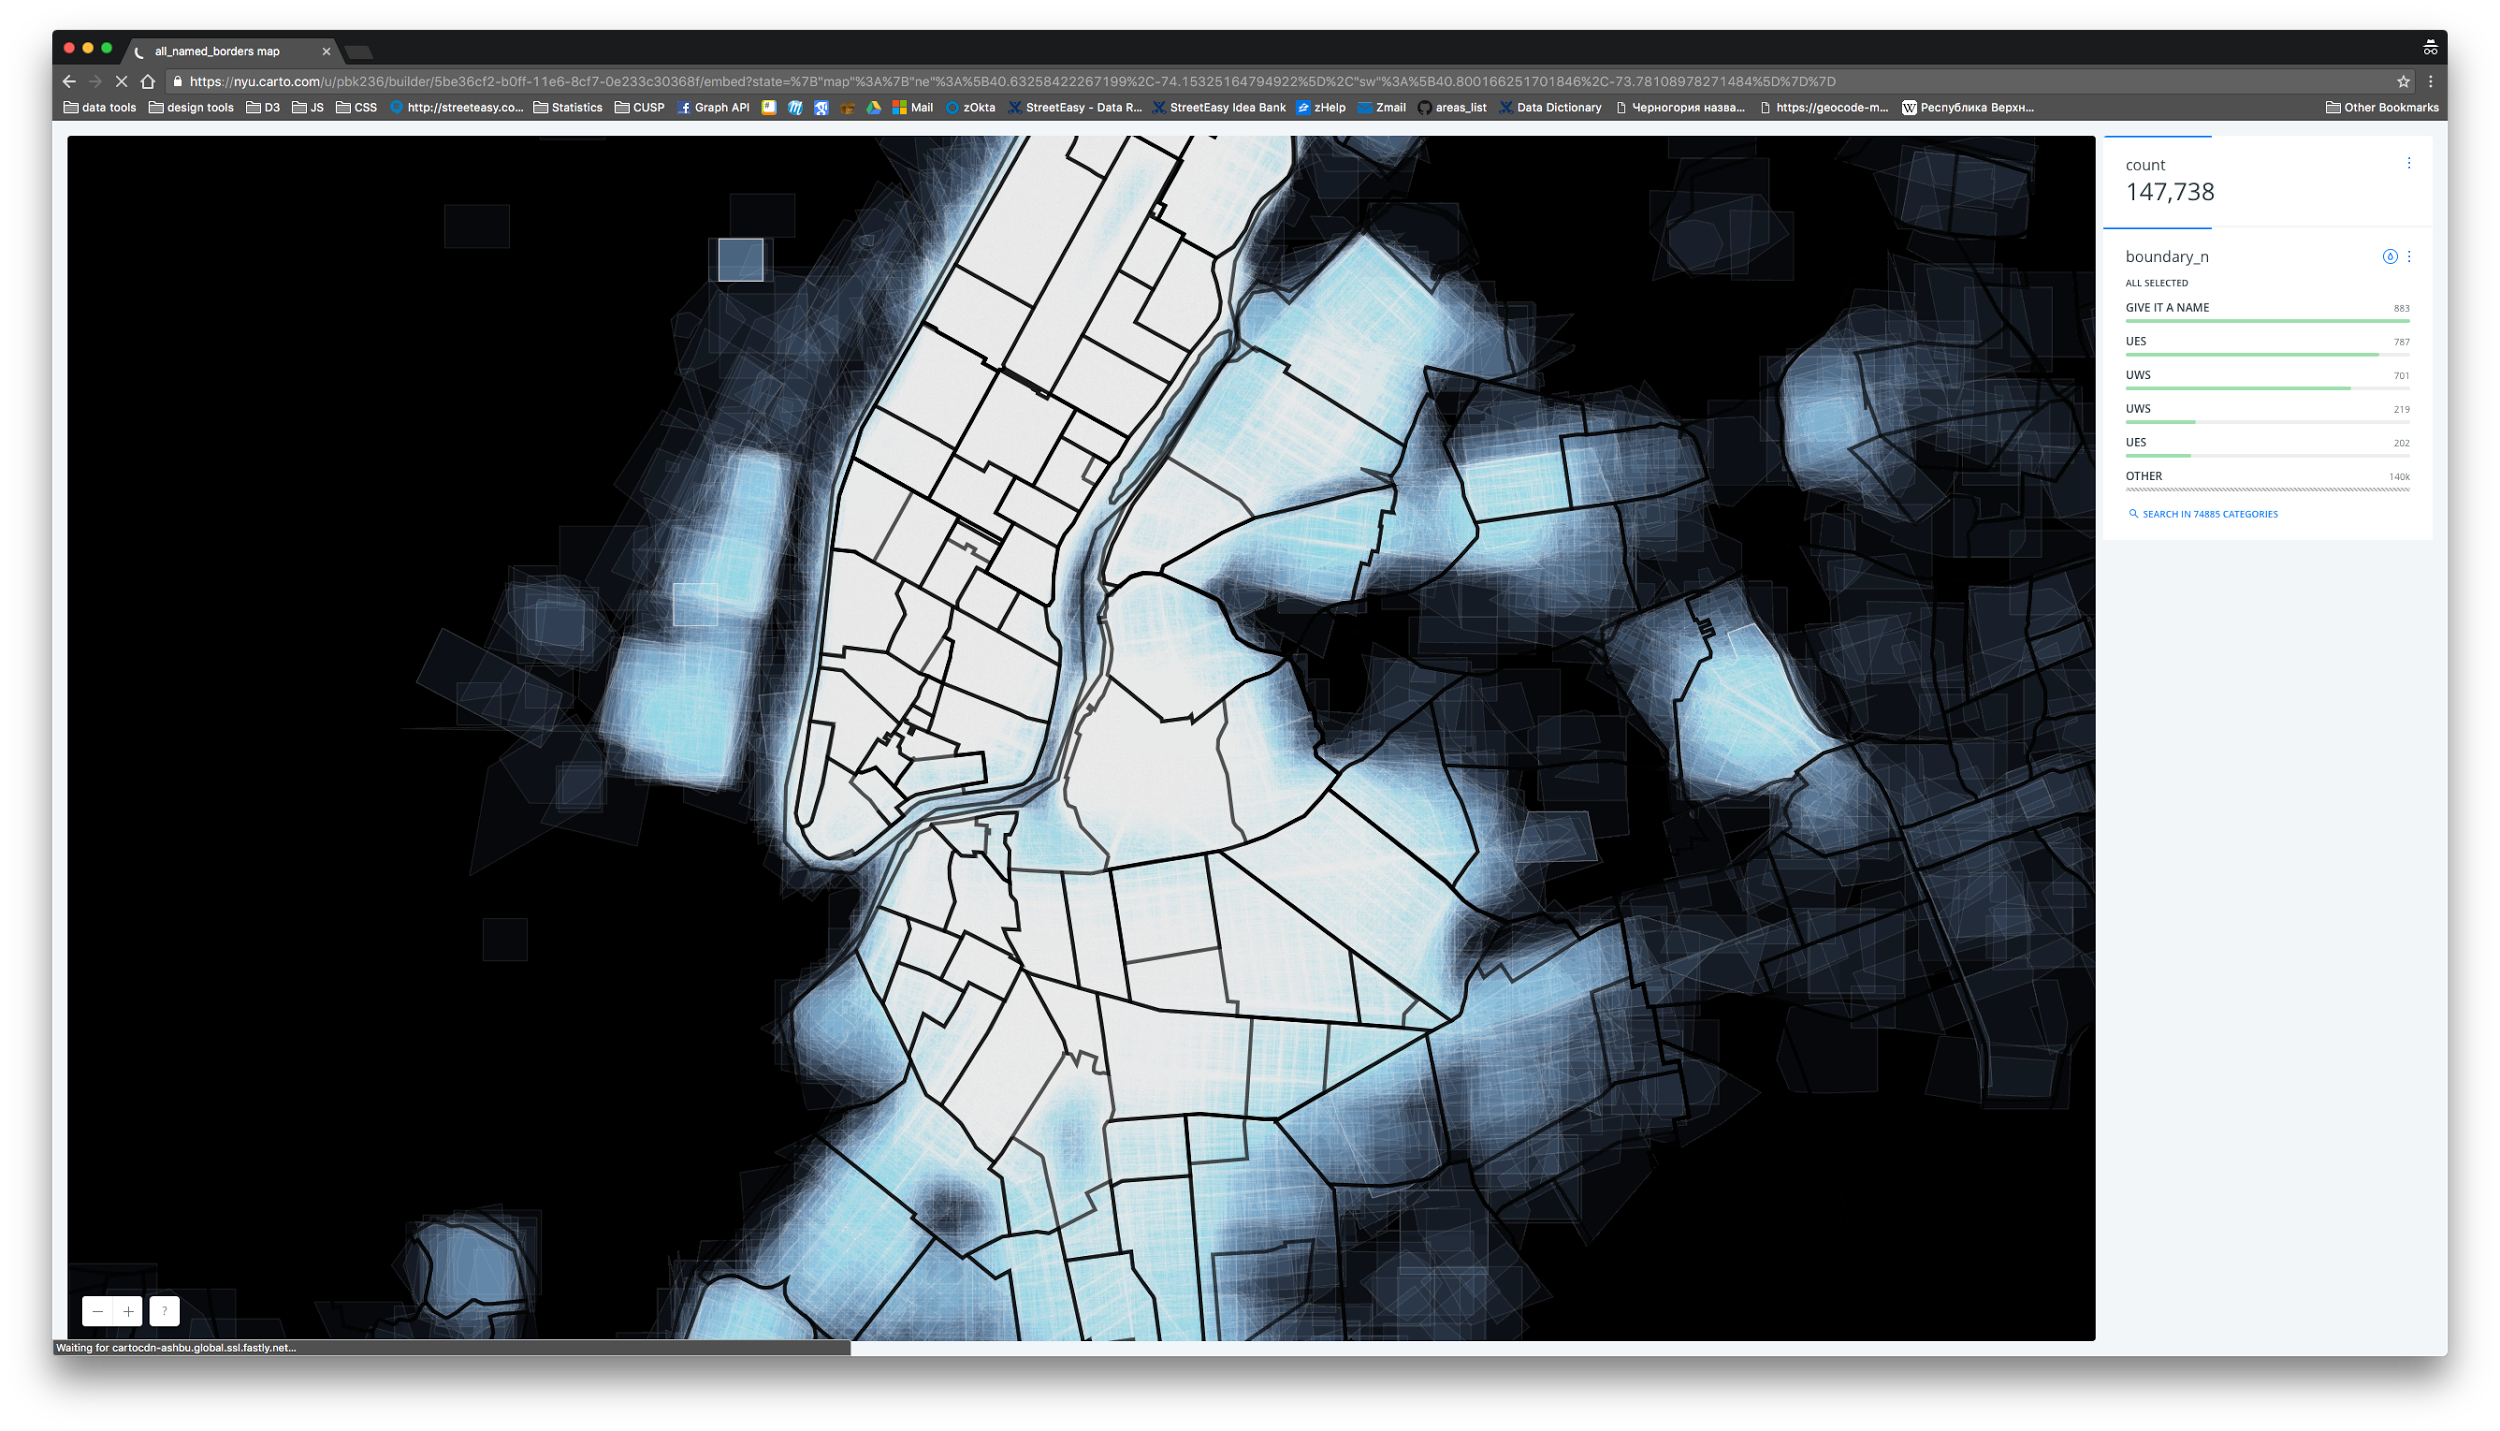 all_named_borders map
https://nyu.carto.com/u/pbk236/builder/5be36cf2-b0ff-11e6-8cf7-0e233c30368f/embed?state=%7B"map"%3A%7B"ne"%3A%5B40.63258422267199%2C-74.15325164794922%5D%2C"sw"%3A%5B40.800166251701846%2C-73.78108978271484%5D%7D%7D
data tools design tools D3 JS CSS http://streeteasy.co... Statistics CUSP Graph API Mail zOkta StreetEasy - Data R... StreetEasy Idea Bank zHelp Zmail areas_list Data Dictionary Черногория назва... https://geocode-m... Республика Верхн... Other Bookmarks
count
147,738
boundary_n
ALL SELECTED
GIVE IT A NAME 883
UES 787
UWS 701
UWS 219
UES 202
OTHER 140k
SEARCH IN 74885 CATEGORIES
− + ?
Waiting for cartocdn-ashbu.global.ssl.fastly.net...